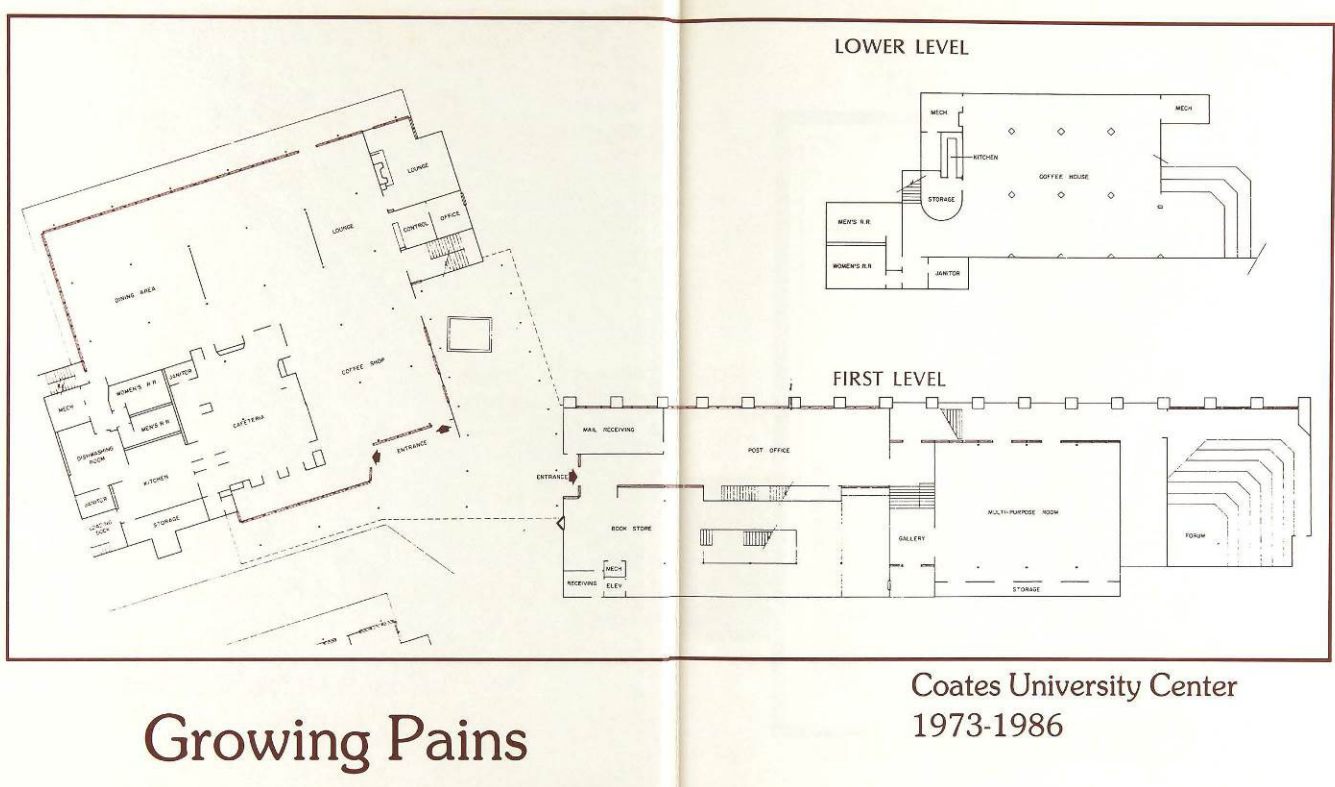 LOWER LEVEL
MECH
MECH
KITCHEN
COFFEE HOUSE
STORAGE
MEN'S R.R.
WOMEN'S R.R.
JANITOR
LOUNGE
LOUNGE
CONTROL
OFFICE
DINING AREA
COFFEE SHOP
WOMEN'S R.R.
JANITOR
MECH
MEN'S R.R.
CAFETERIA
DISHWASHING
ROOM
KITCHEN
ENTRANCE
JANITOR
LOADING
DOCK
STORAGE
FIRST LEVEL
MAIL RECEIVING
POST OFFICE
ENTRANCE
BOOK STORE
GALLERY
MULTI-PURPOSE ROOM
FORUM
MECH
RECEIVING
ELEV
STORAGE
Growing Pains
Coates University Center
1973-1986